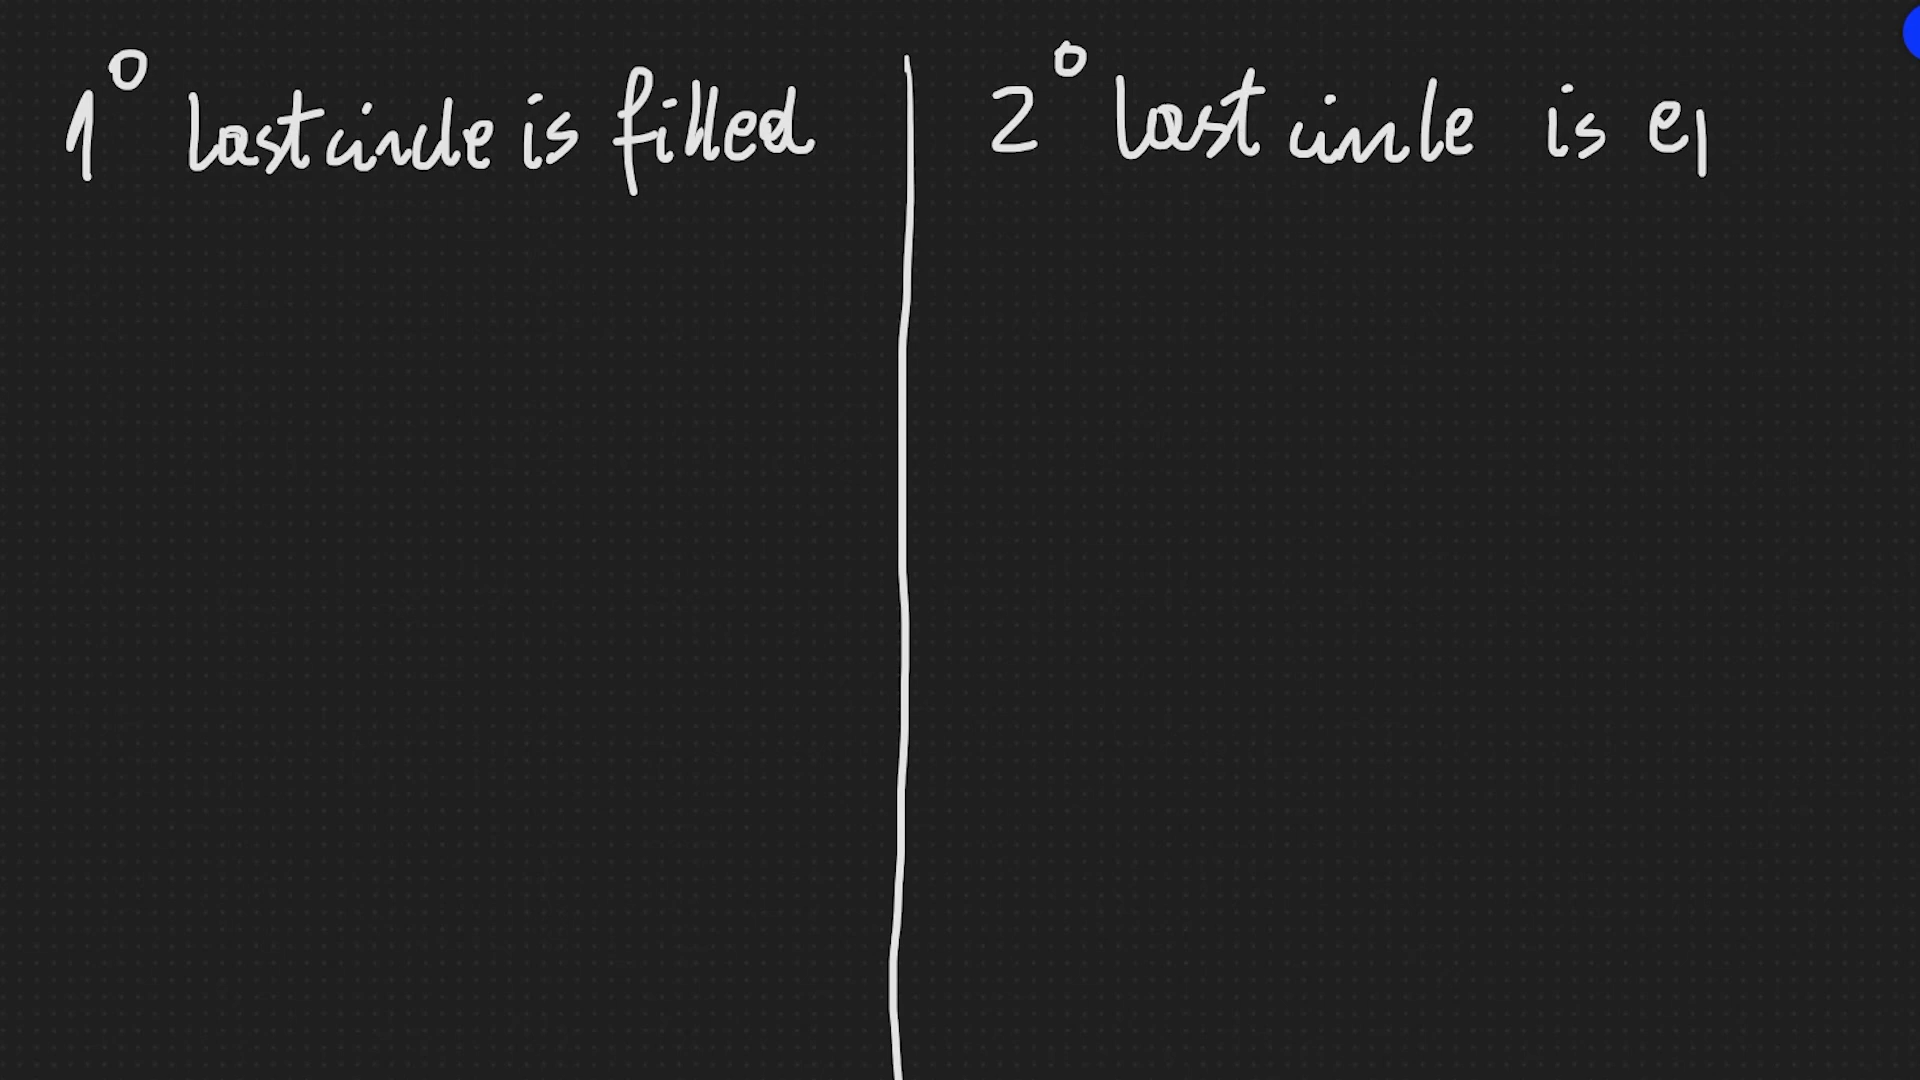 1° last circle is filled
2° last circle is e